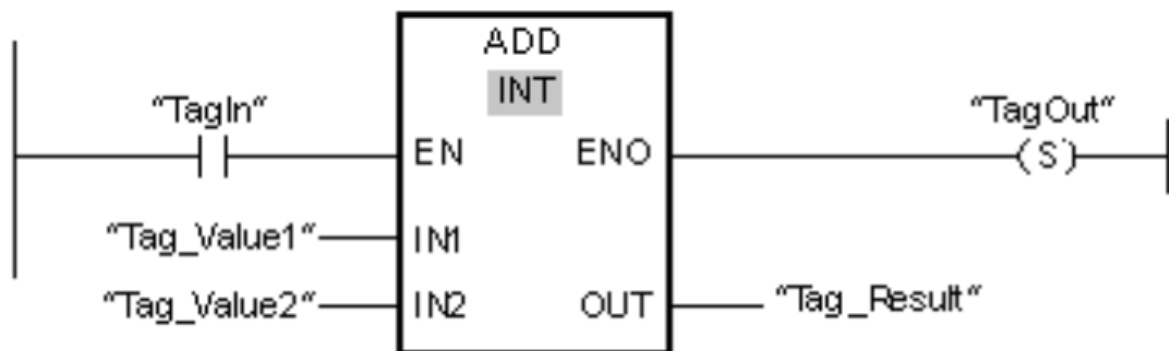 ADD
INT
"TagIn"
"TagOut"
EN ENO
(S)
"Tag_Value1" IN1
"Tag_Value2" IN2 OUT "Tag_Result"